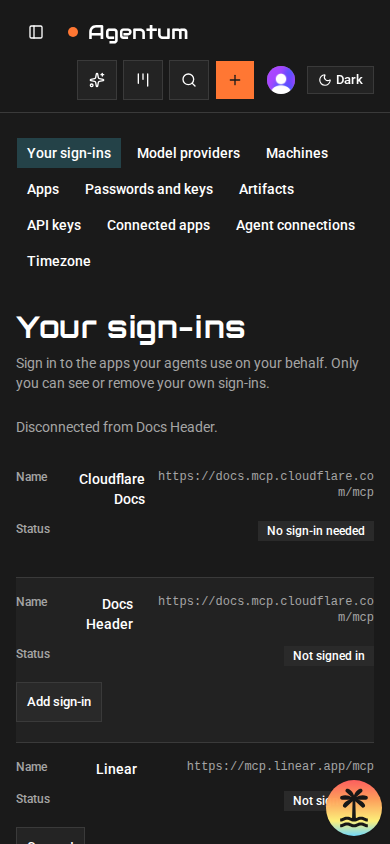 Agentum
Dark
Your sign-ins
Model providers
Machines
Apps
Passwords and keys
Artifacts
API keys
Connected apps
Agent connections
Timezone
Your sign-ins
Sign in to the apps your agents use on your behalf. Only
you can see or remove your own sign-ins.
Disconnected from Docs Header.
Name
Cloudflare
Docs
https://docs.mcp.cloudflare.co
m/mcp
Status
No sign-in needed
Name
Docs
Header
https://docs.mcp.cloudflare.co
m/mcp
Status
Not signed in
Add sign-in
Name
Linear
https://mcp.linear.app/mcp
Status
Not